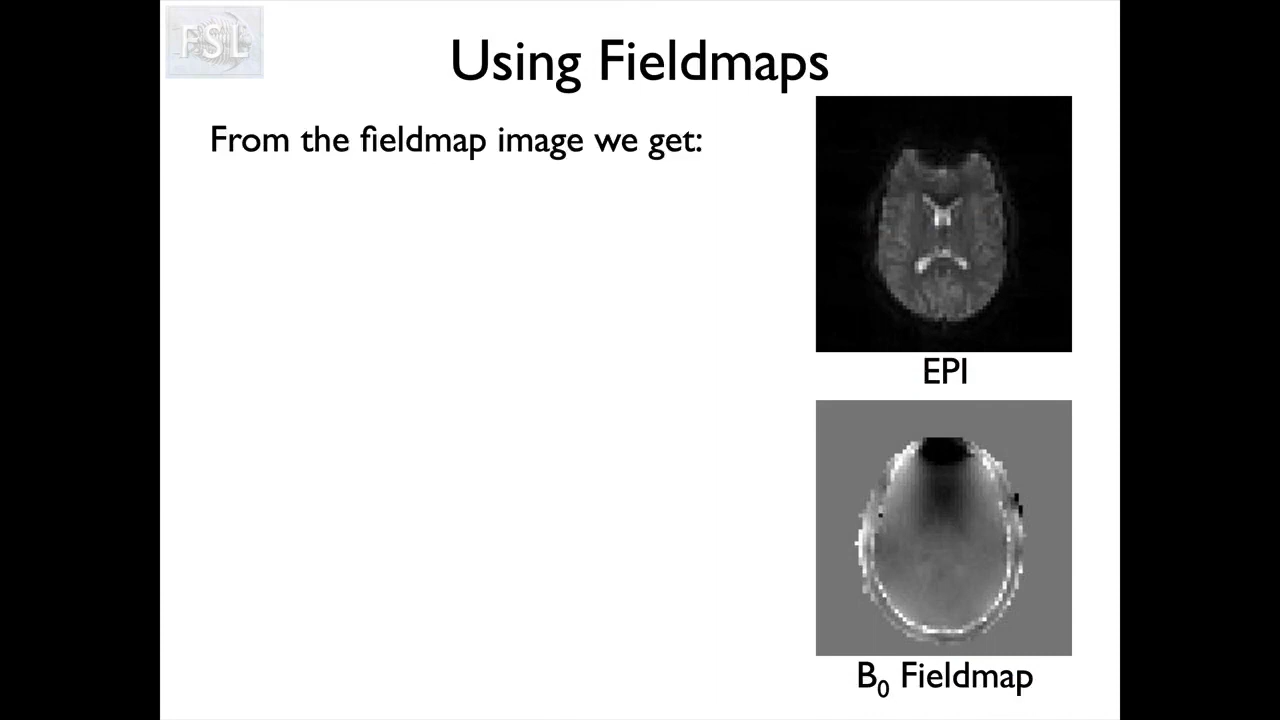 FSL
Using Fieldmaps
From the fieldmap image we get:
EPI
B₀ Fieldmap